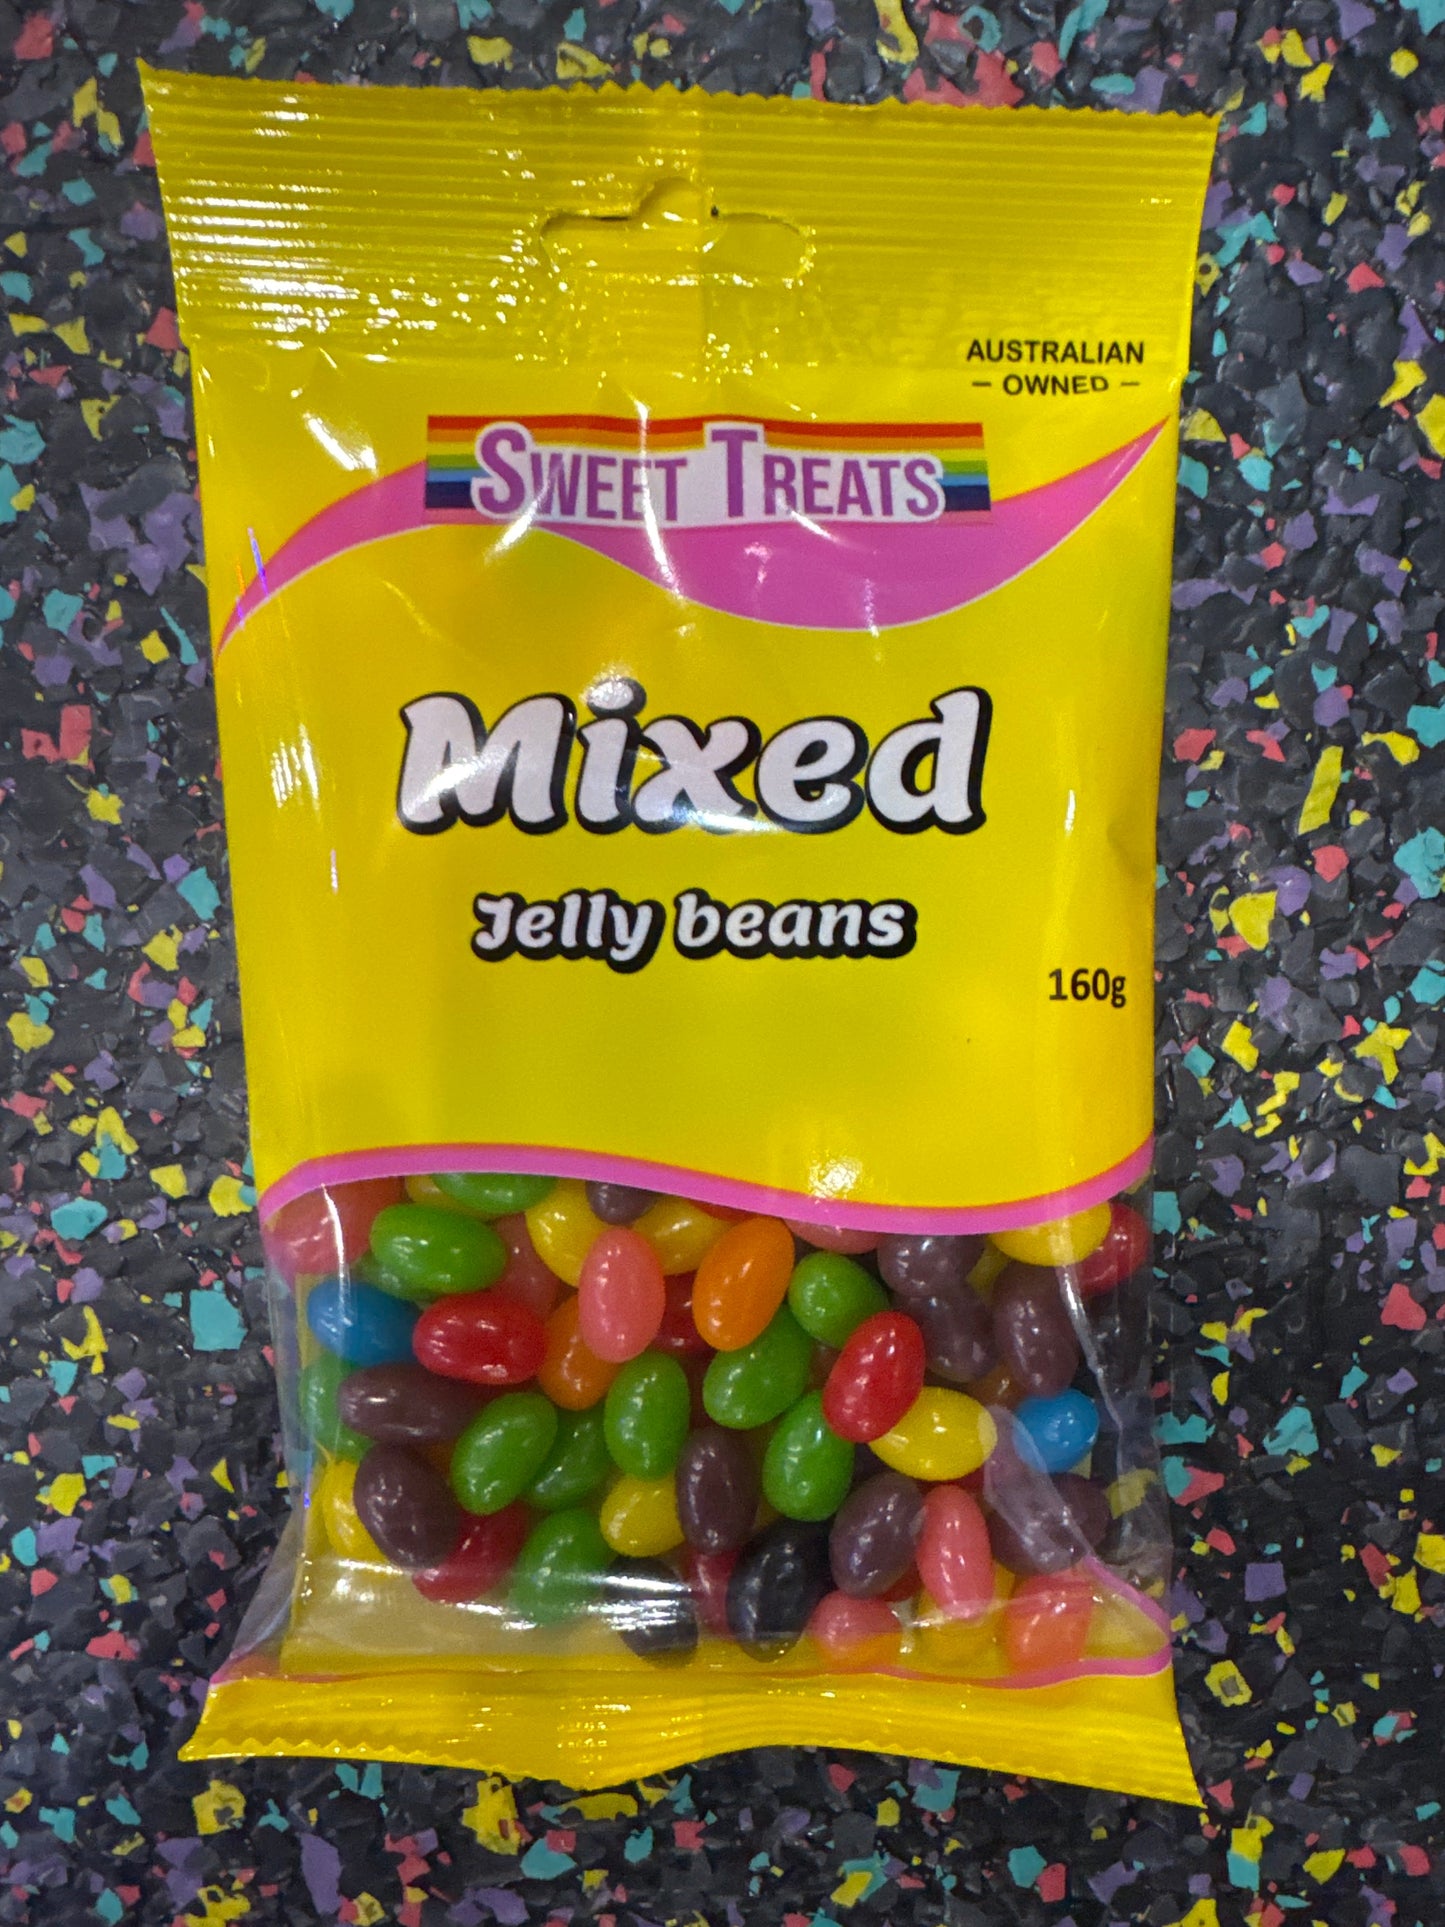 AUSTRALIAN
– OWNED –
SWEET TREATS
Mixed
Jelly beans
160g